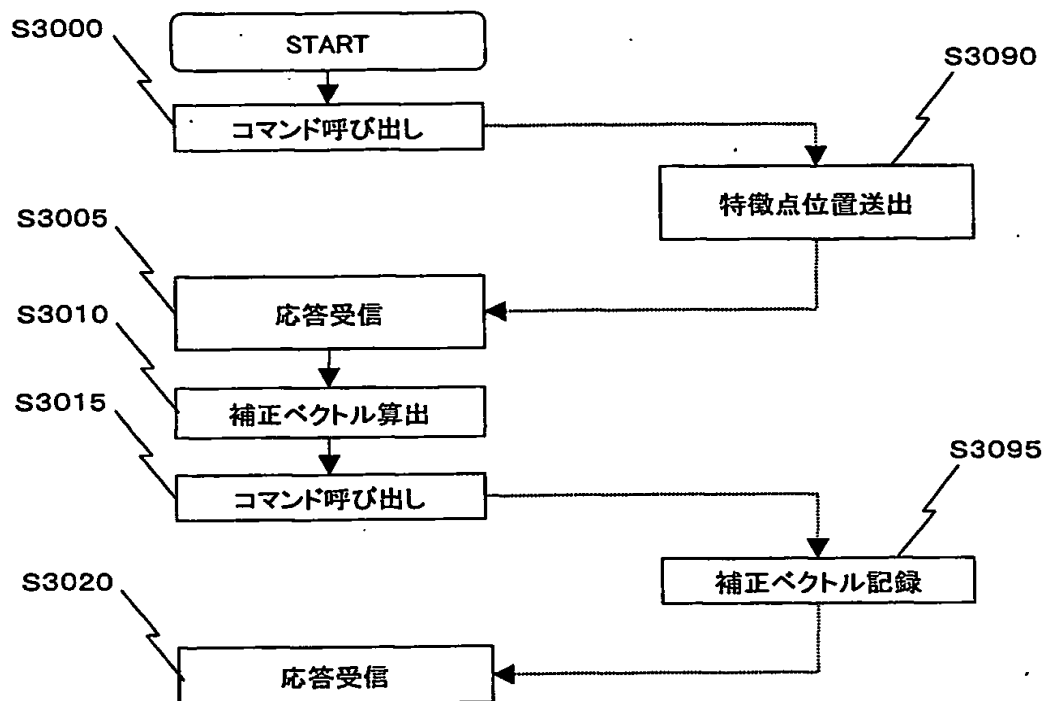 S3000
START
S3090
コマンド呼び出し
特徴点位置送出
S3005
応答受信
S3010
補正ベクトル算出
S3015
コマンド呼び出し
S3095
補正ベクトル記録
S3020
応答受信